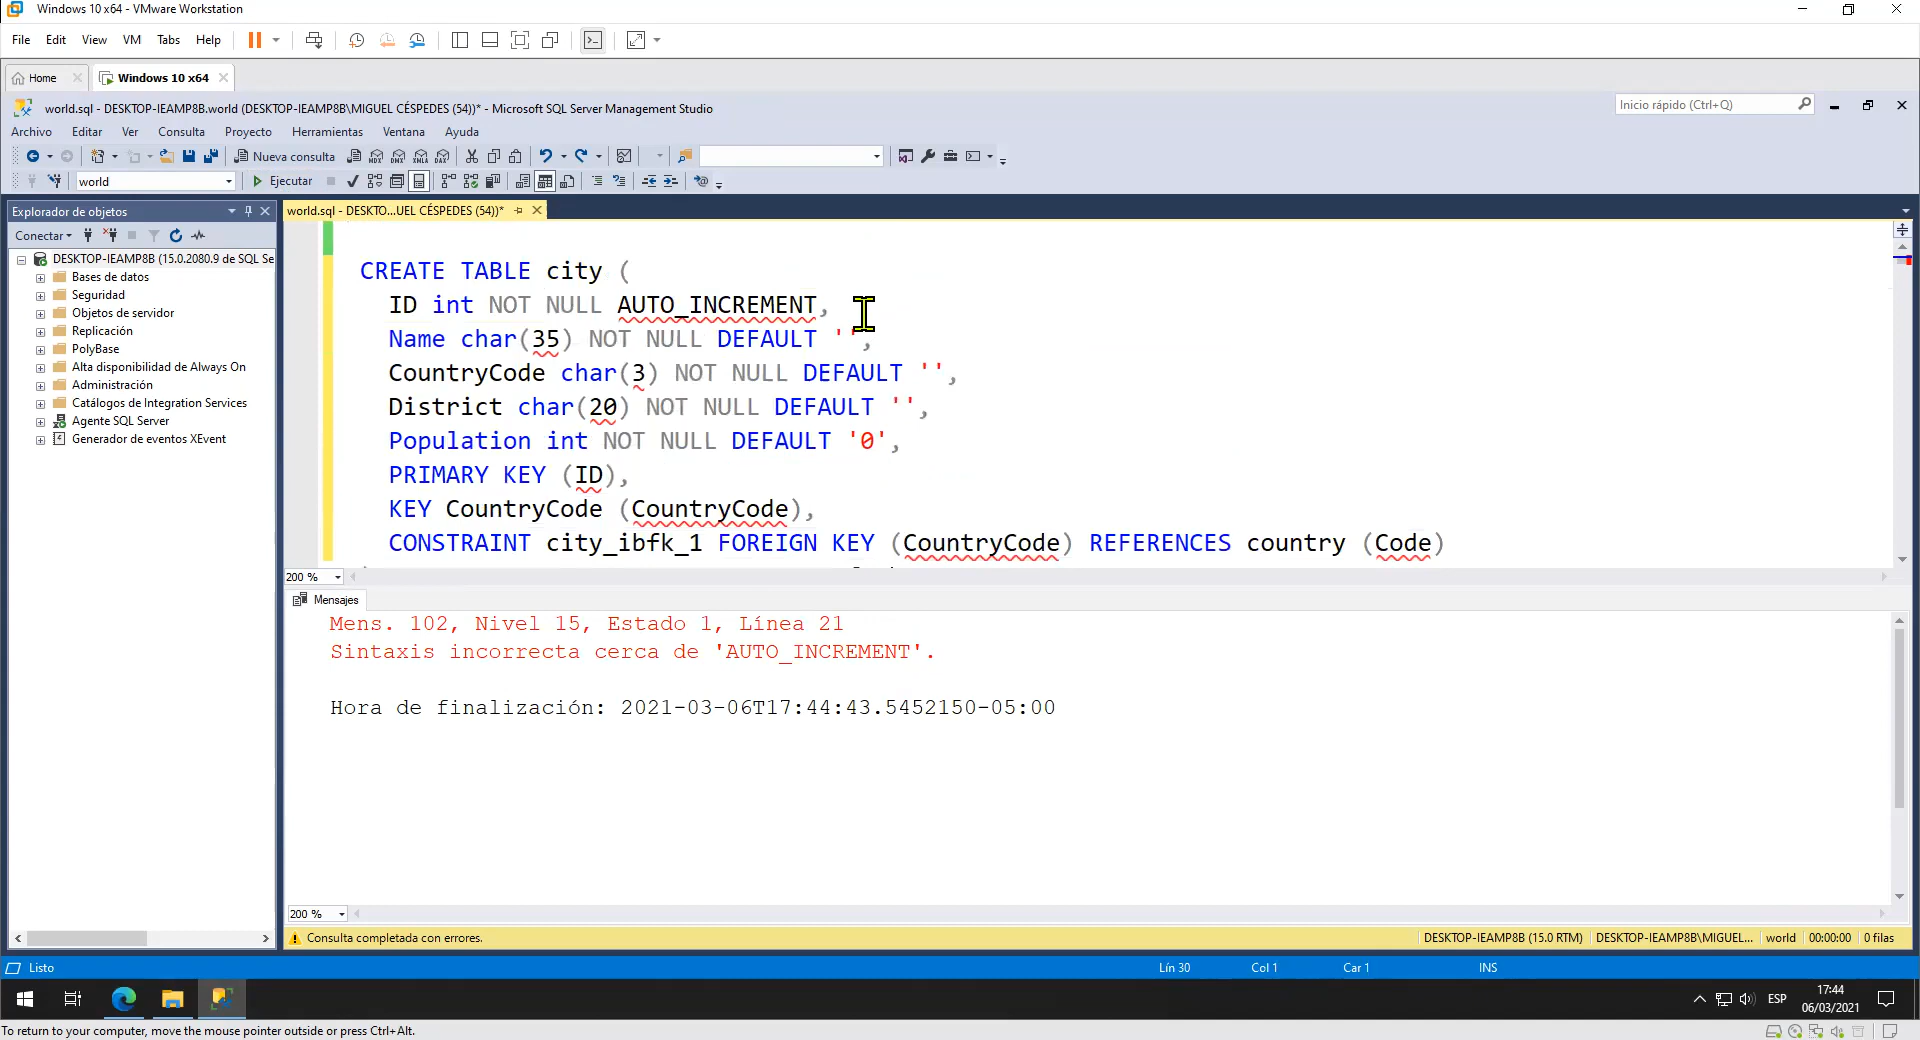 Windows 10 x64 - VMware Workstation
File Edit View VM Tabs Help
Home
Windows 10 x64
world.sql - DESKTOP-IEAMP8B.world (DESKTOP-IEAMP8B\MIGUEL CÉSPEDES (54))* - Microsoft SQL Server Management Studio
Inicio rápido (Ctrl+Q)
Archivo Editar Ver Consulta Proyecto Herramientas Ventana Ayuda
Nueva consulta
world
Ejecutar
Explorador de objetos
Conectar
DESKTOP-IEAMP8B (15.0.2080.9 de SQL Se
Bases de datos
Seguridad
Objetos de servidor
Replicación
PolyBase
Alta disponibilidad de Always On
Administración
Catálogos de Integration Services
Agente SQL Server
Generador de eventos XEvent
world.sql - DESKTO...UEL CÉSPEDES (54))*
CREATE TABLE city (
ID int NOT NULL AUTO_INCREMENT,
Name char(35) NOT NULL DEFAULT '',
CountryCode char(3) NOT NULL DEFAULT '',
District char(20) NOT NULL DEFAULT '',
Population int NOT NULL DEFAULT '0',
PRIMARY KEY (ID),
KEY CountryCode (CountryCode),
CONSTRAINT city_ibfk_1 FOREIGN KEY (CountryCode) REFERENCES country (Code)
200 %
Mensajes
Mens. 102, Nivel 15, Estado 1, Línea 21
Sintaxis incorrecta cerca de 'AUTO_INCREMENT'.
Hora de finalización: 2021-03-06T17:44:43.5452150-05:00
200 %
Consulta completada con errores.
DESKTOP-IEAMP8B (15.0 RTM) DESKTOP-IEAMP8B\MIGUEL... world 00:00:00 0 filas
Listo
Lín 30 Col 1 Car 1 INS
ESP
17:44
06/03/2021
To return to your computer, move the mouse pointer outside or press Ctrl+Alt.